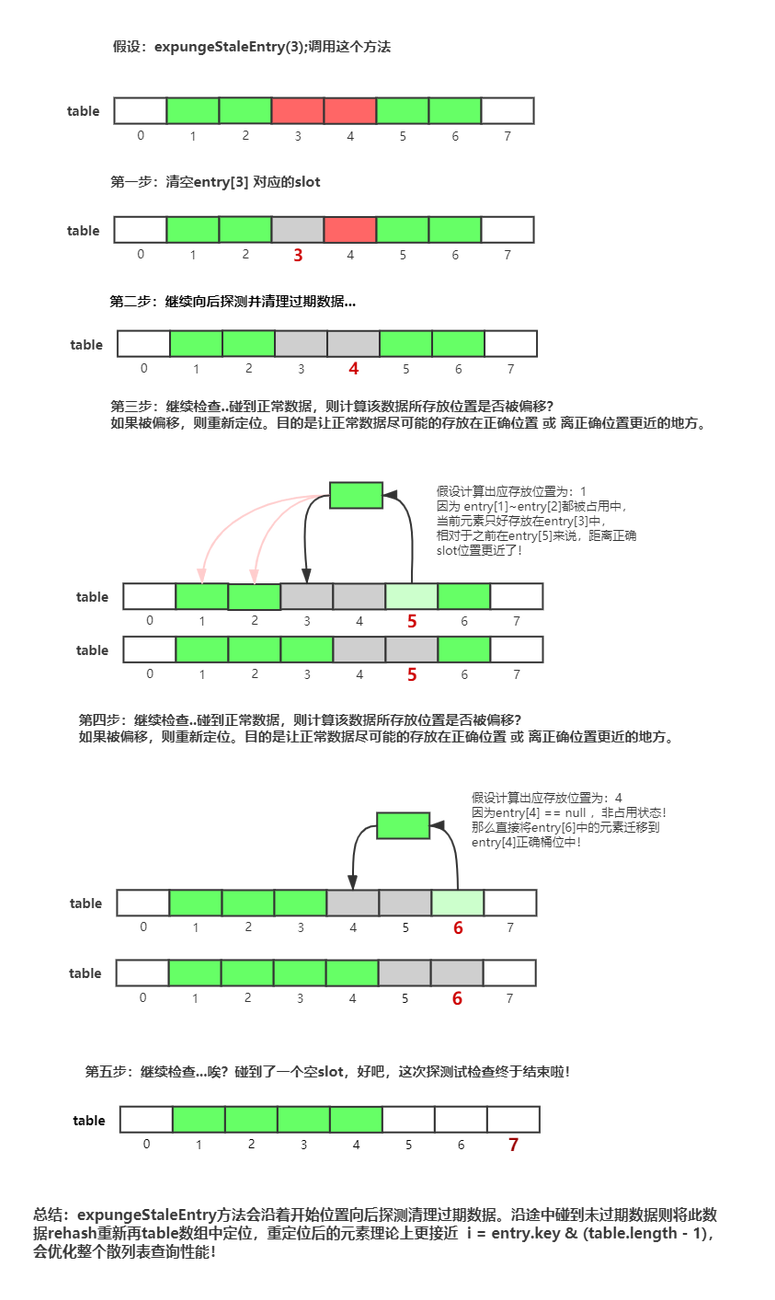 假设：expungeStaleEntry(3);调用这个方法
table
0 1 2 3 4 5 6 7
第一步：清空entry[3] 对应的slot
table
0 1 2 3 4 5 6 7
第二步：继续向后探测并清理过期数据...
table
0 1 2 3 4 5 6 7
第三步：继续检查..碰到正常数据，则计算该数据所存放位置是否被偏移？
如果被偏移，则重新定位。目的是让正常数据尽可能的存放在正确位置 或 离正确位置更近的地方。
假设计算出应存放位置为：1
因为 entry[1]~entry[2]都被占用中，
当前元素只好存放在entry[3]中，
相对于之前在entry[5]来说，距离正确
slot位置更近了！
table
0 1 2 3 4 5 6 7
table
0 1 2 3 4 5 6 7
第四步：继续检查..碰到正常数据，则计算该数据所存放位置是否被偏移？
如果被偏移，则重新定位。目的是让正常数据尽可能的存放在正确位置 或 离正确位置更近的地方。
假设计算出应存放位置为：4
因为entry[4] == null ，非占用状态！
那么直接将entry[6]中的元素迁移到
entry[4]正确桶位中！
table
0 1 2 3 4 5 6 7
table
0 1 2 3 4 5 6 7
第五步：继续检查...唉？碰到了一个空slot，好吧，这次探测试检查终于结束啦！
table
0 1 2 3 4 5 6 7
总结：expungeStaleEntry方法会沿着开始位置向后探测清理过期数据。沿途中碰到未过期数据则将此数
据rehash重新再table数组中定位，重定位后的元素理论上更接近 i = entry.key & (table.length - 1)，
会优化整个散列表查询性能！